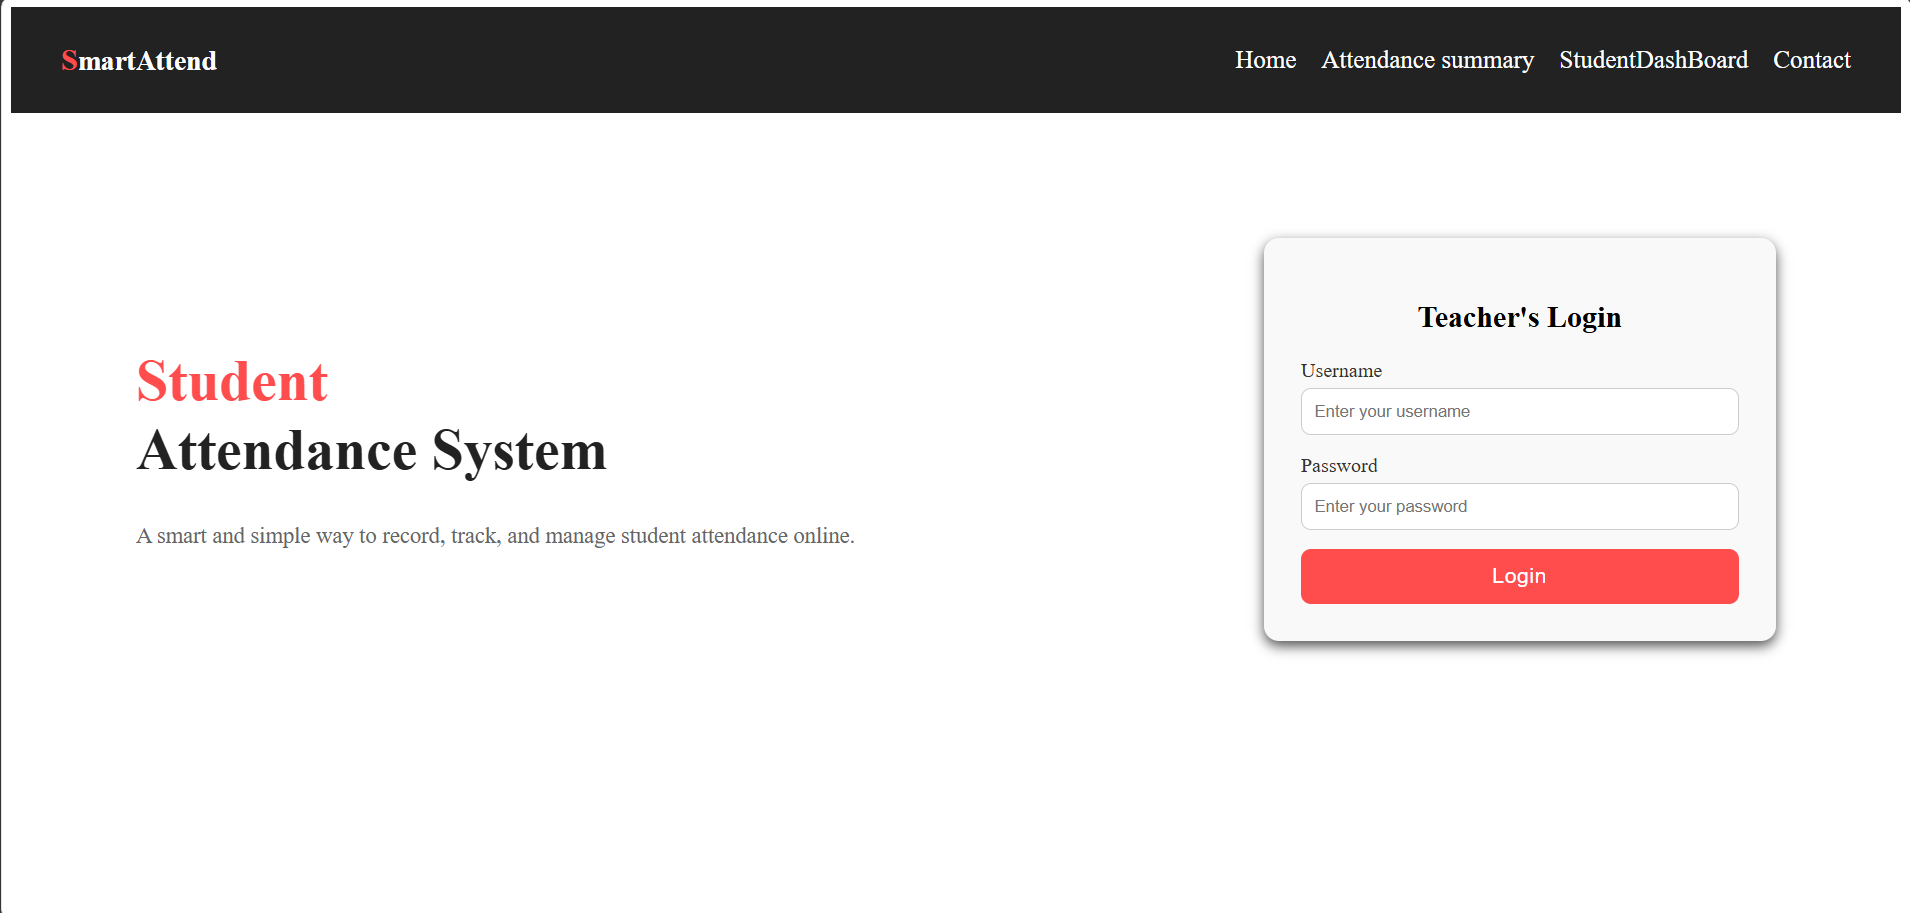 SmartAttend
Home Attendance summary StudentDashBoard Contact
Student
Attendance System
A smart and simple way to record, track, and manage student attendance online.
Teacher's Login
Username
Enter your username
Password
Enter your password
Login